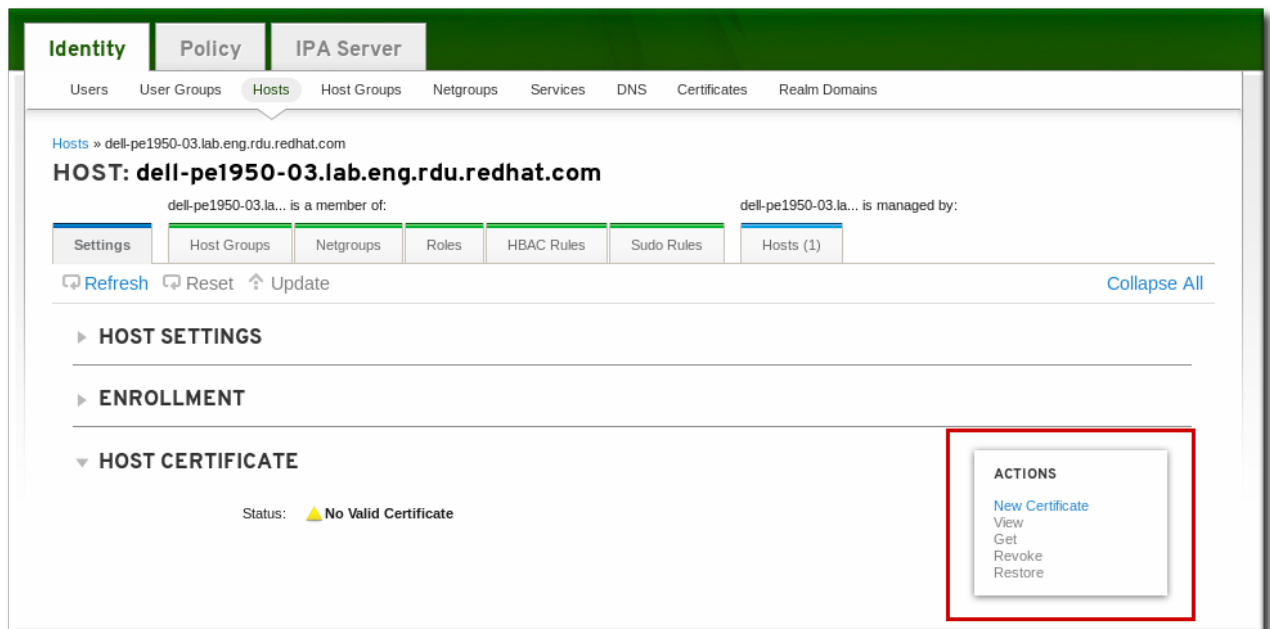 Identity Policy IPA Server
Users User Groups Hosts Host Groups Netgroups Services DNS Certificates Realm Domains
Hosts » dell-pe1950-03.lab.eng.rdu.redhat.com
HOST: dell-pe1950-03.lab.eng.rdu.redhat.com
dell-pe1950-03.la... is a member of: dell-pe1950-03.la... is managed by:
Settings Host Groups Netgroups Roles HBAC Rules Sudo Rules Hosts (1)
Refresh Reset Update Collapse All
HOST SETTINGS
ENROLLMENT
HOST CERTIFICATE
Status: No Valid Certificate
ACTIONS
New Certificate
View
Get
Revoke
Restore